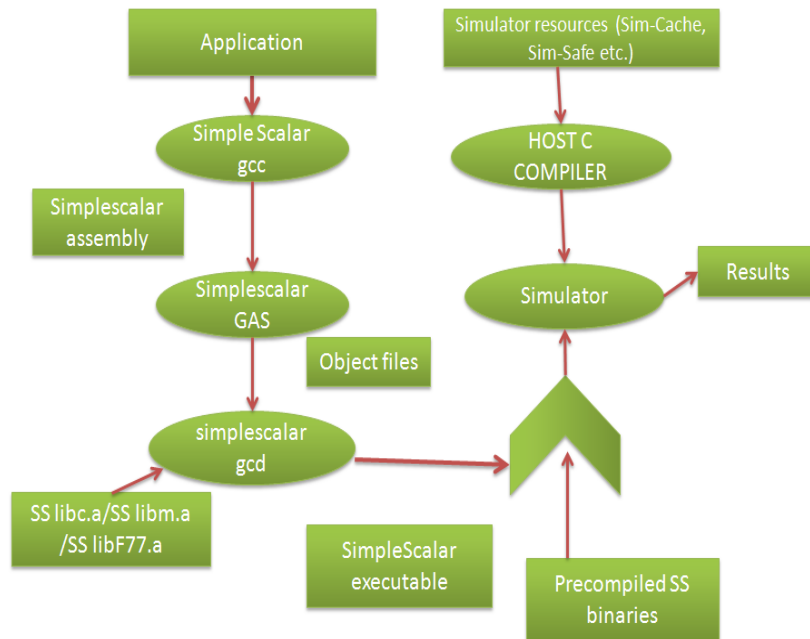 Application
Simulator resources (Sim-Cache,
Sim-Safe etc.)
Simple Scalar
gcc
HOST C
COMPILER
Simplescalar
assembly
Simplescalar
GAS
Simulator
Results
Object files
simplescalar
gcd
SS libc.a/SS libm.a
/SS libF77.a
SimpleScalar
executable
Precompiled SS
binaries